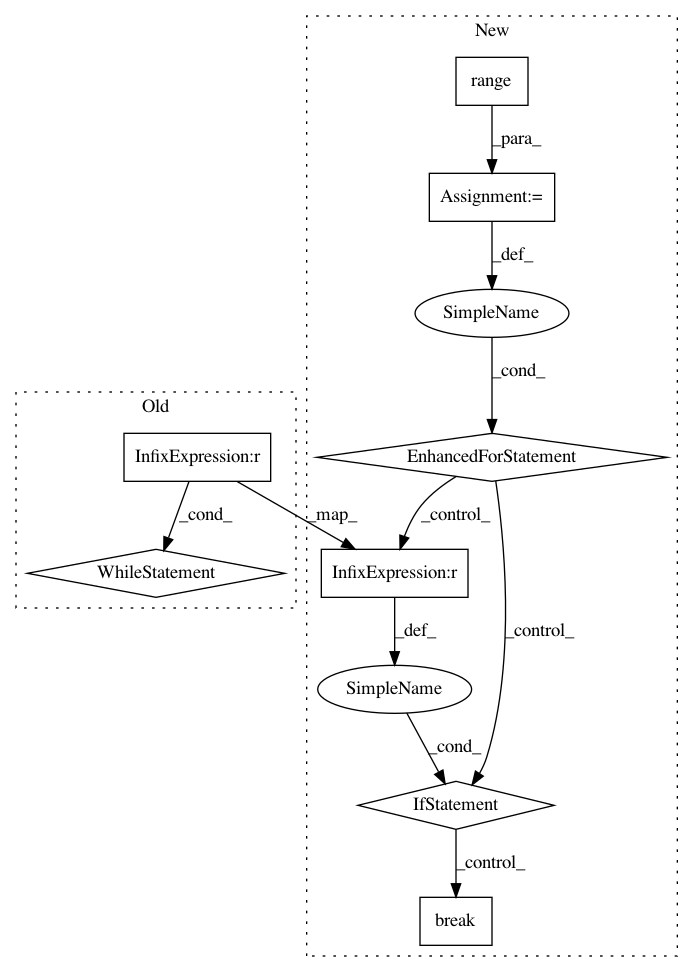 New
range
_para_
Assignment:=
_def_
SimpleName
_cond_
Old
InfixExpression:r
EnhancedForStatement
_cond_
_map_
_control_
WhileStatement
InfixExpression:r
_def_
_control_
SimpleName
_cond_
IfStatement
_control_
break